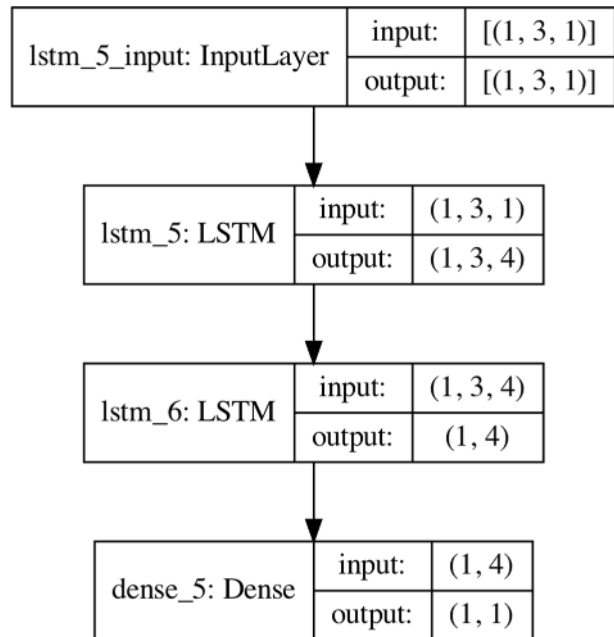 lstm_5_input: InputLayer
input: [(1, 3, 1)]
output: [(1, 3, 1)]
lstm_5: LSTM
input: (1, 3, 1)
output: (1, 3, 4)
lstm_6: LSTM
input: (1, 3, 4)
output: (1, 4)
dense_5: Dense
input: (1, 4)
output: (1, 1)